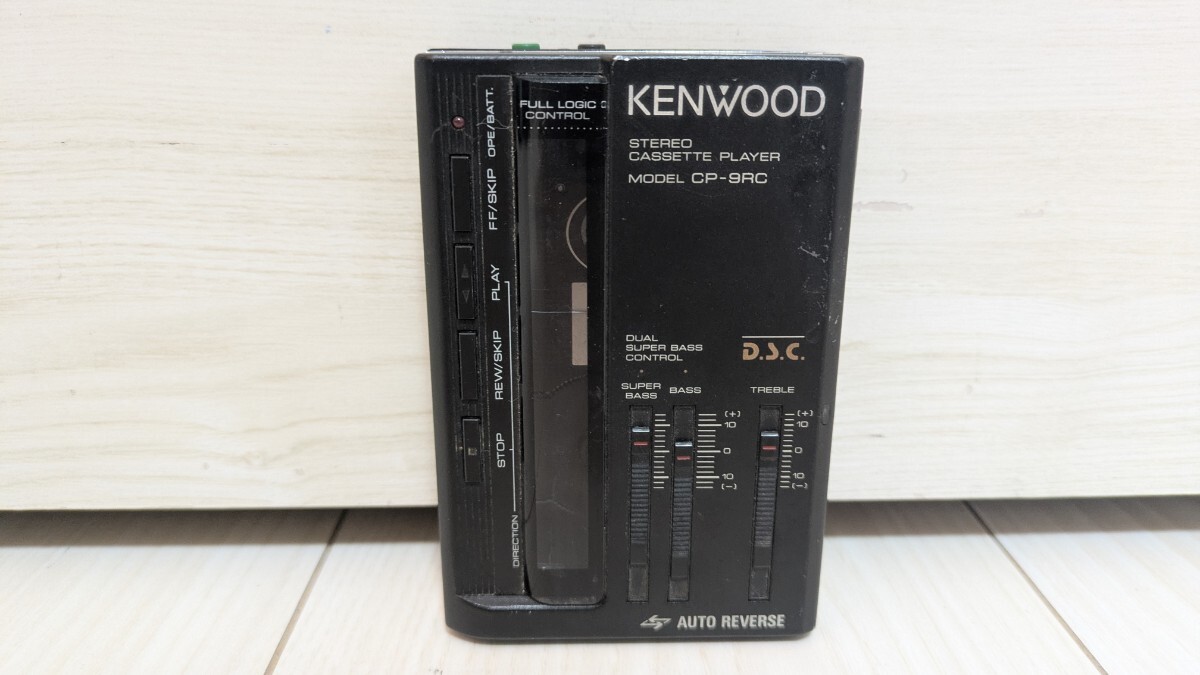 KENWOOD
STEREO
CASSETTE PLAYER
MODEL CP-9RC
FULL LOGIC
CONTROL
OPE/BATT.
FF/SKIP
PLAY
REW/SKIP
STOP
DIRECTION
DUAL
SUPER BASS
CONTROL
D.S.C.
SUPER
BASS
BASS
TREBLE
(+)
10
0
10
(-)
(+)
10
0
10
(-)
AUTO REVERSE